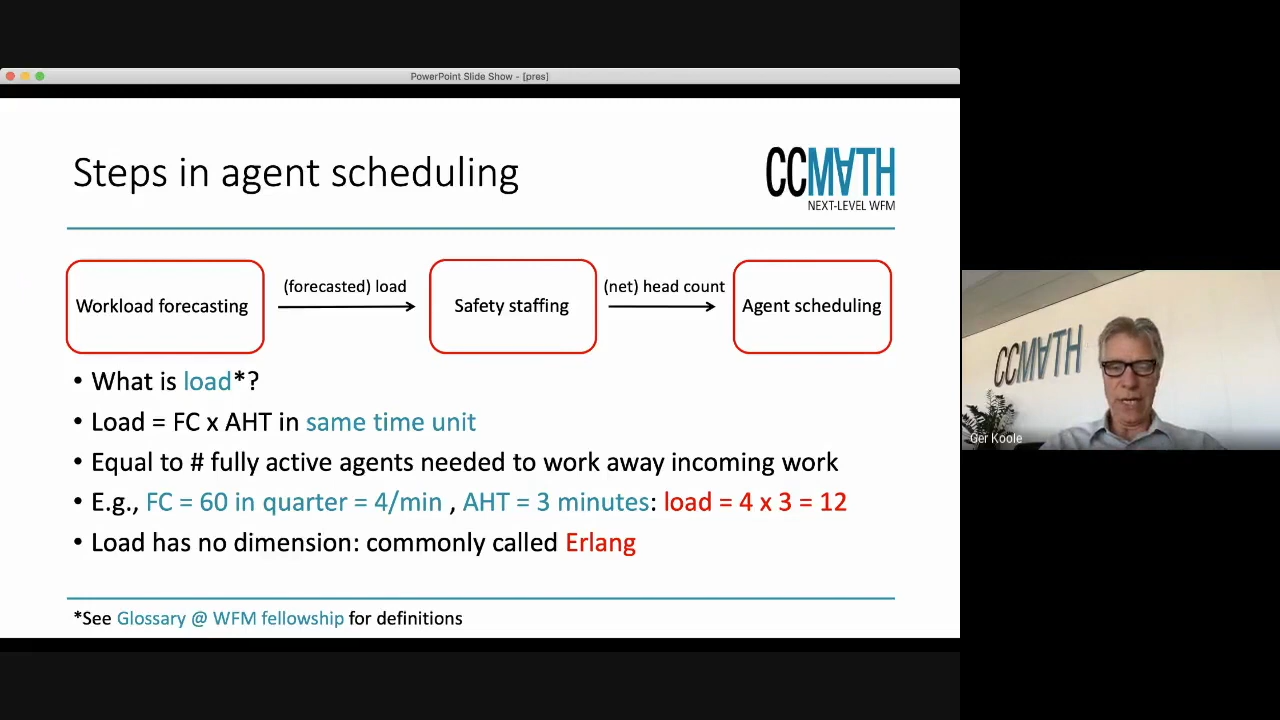 PowerPoint Slide Show - [pres]
Steps in agent scheduling
CCMATH
NEXT-LEVEL WFM
Workload forecasting
(forecasted) load
Safety staffing
(net) head count
Agent scheduling
• What is load*?
• Load = FC x AHT in same time unit
• Equal to # fully active agents needed to work away incoming work
• E.g., FC = 60 in quarter = 4/min , AHT = 3 minutes: load = 4 x 3 = 12
• Load has no dimension: commonly called Erlang
*See Glossary @ WFM fellowship for definitions
CCMATH
Ger Koole